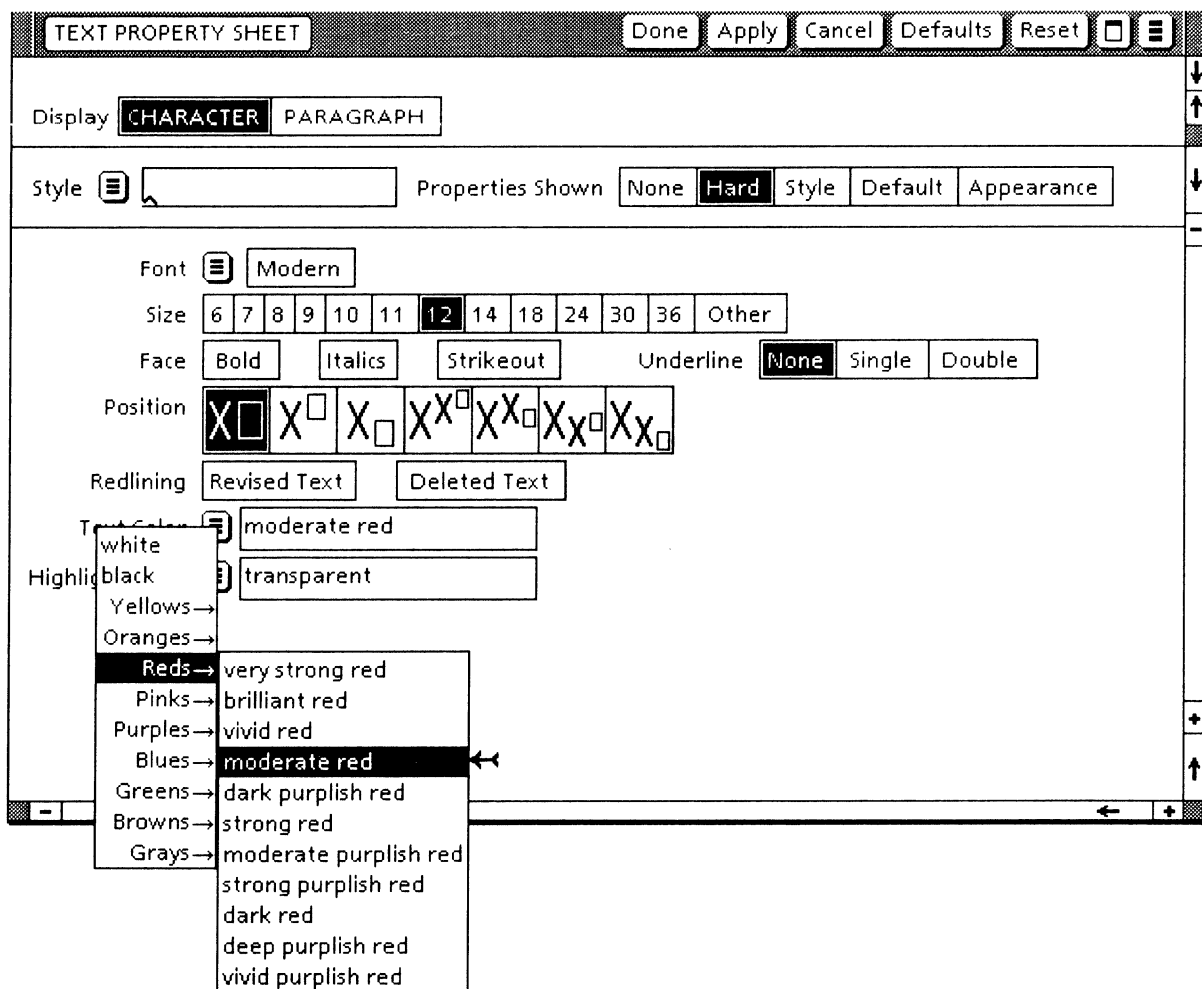 TEXT PROPERTY SHEET Done Apply Cancel Defaults Reset
Display CHARACTER PARAGRAPH
Style Properties Shown None Hard Style Default Appearance
Font Modern
Size 6 7 8 9 10 11 12 14 18 24 30 36 Other
Face Bold Italics Strikeout Underline None Single Double
Position
Redlining Revised Text Deleted Text
moderate red
white
Highlig black transparent
Yellows→
Oranges→
Reds→ very strong red
Pinks→ brilliant red
Purples→ vivid red
Blues→ moderate red
Greens→ dark purplish red
Browns→ strong red
Grays→ moderate purplish red
strong purplish red
dark red
deep purplish red
vivid purplish red